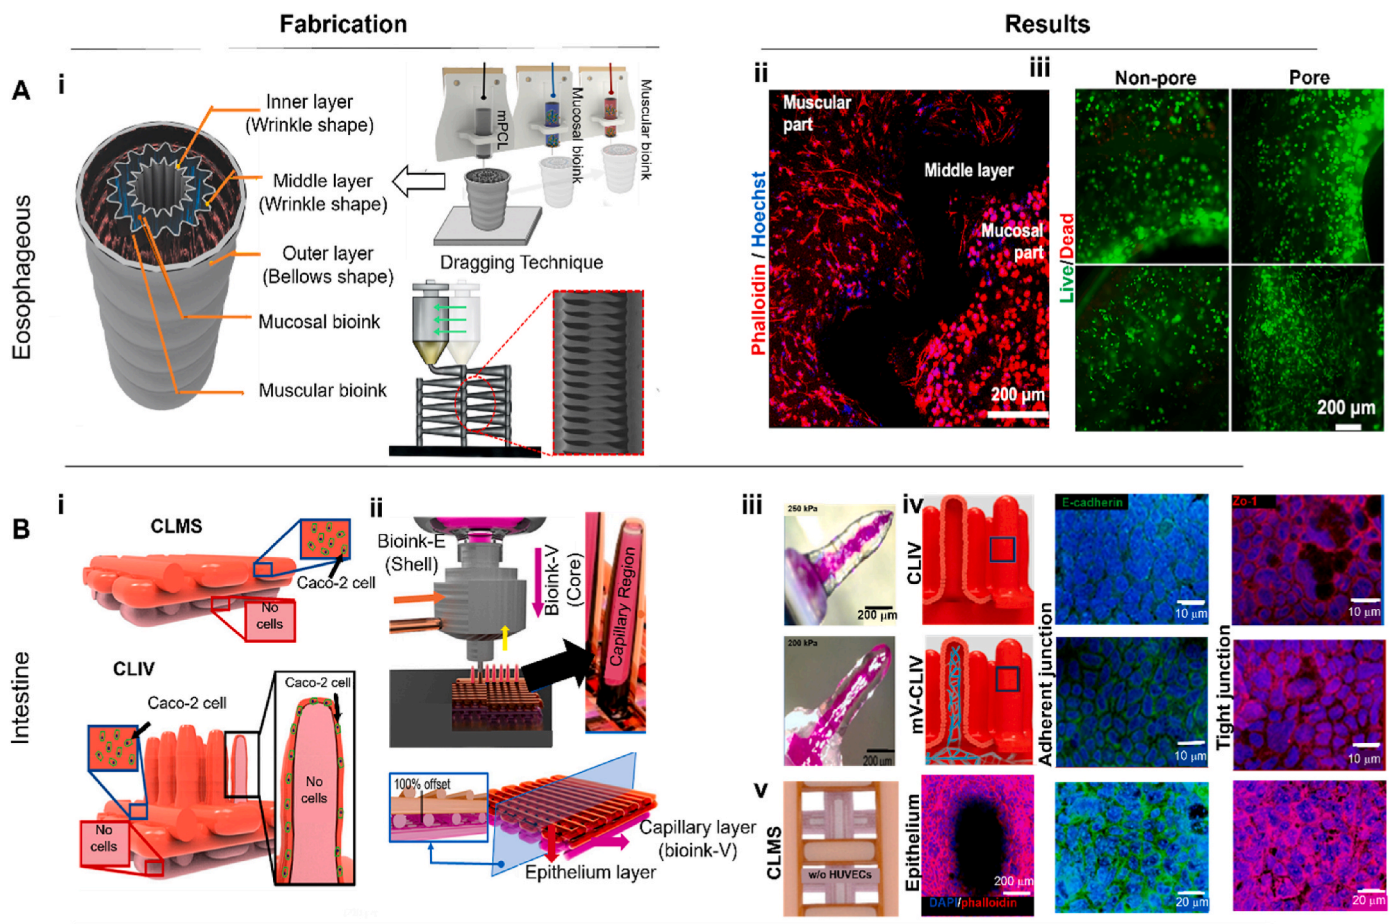 Fabrication
Results
A
Eosophageous
i
Inner layer
(Wrinkle shape)
Middle layer
(Wrinkle shape)
Outer layer
(Bellows shape)
Mucosal bioink
Muscular bioink
mPCL
Mucosal bioink
Muscular bioink
Dragging Technique
ii
Phalloidin / Hoechst
Muscular
part
Middle layer
Mucosal
part
200 µm
iii
Non-pore
Pore
Live/Dead
200 µm
B
Intestine
i
CLMS
Caco-2 cell
No
cells
CLIV
Caco-2 cell
No
cells
Caco-2 cell
No
cells
ii
Bioink-E
(Shell)
Bioink-V
(Core)
Capillary Region
100% offset
Capillary layer
(bioink-V)
Epithelium layer
iii
250 kPa
200 µm
200 kPa
200 µm
iv
CLIV
mV-CLIV
Adherent junction
E-cadherin
10 µm
10 µm
Tight junction
Zo-1
10 µm
10 µm
v
CLMS
w/o HUVECs
Epithelium
200 µm
DAPI/phalloidin
20 µm
20 µm